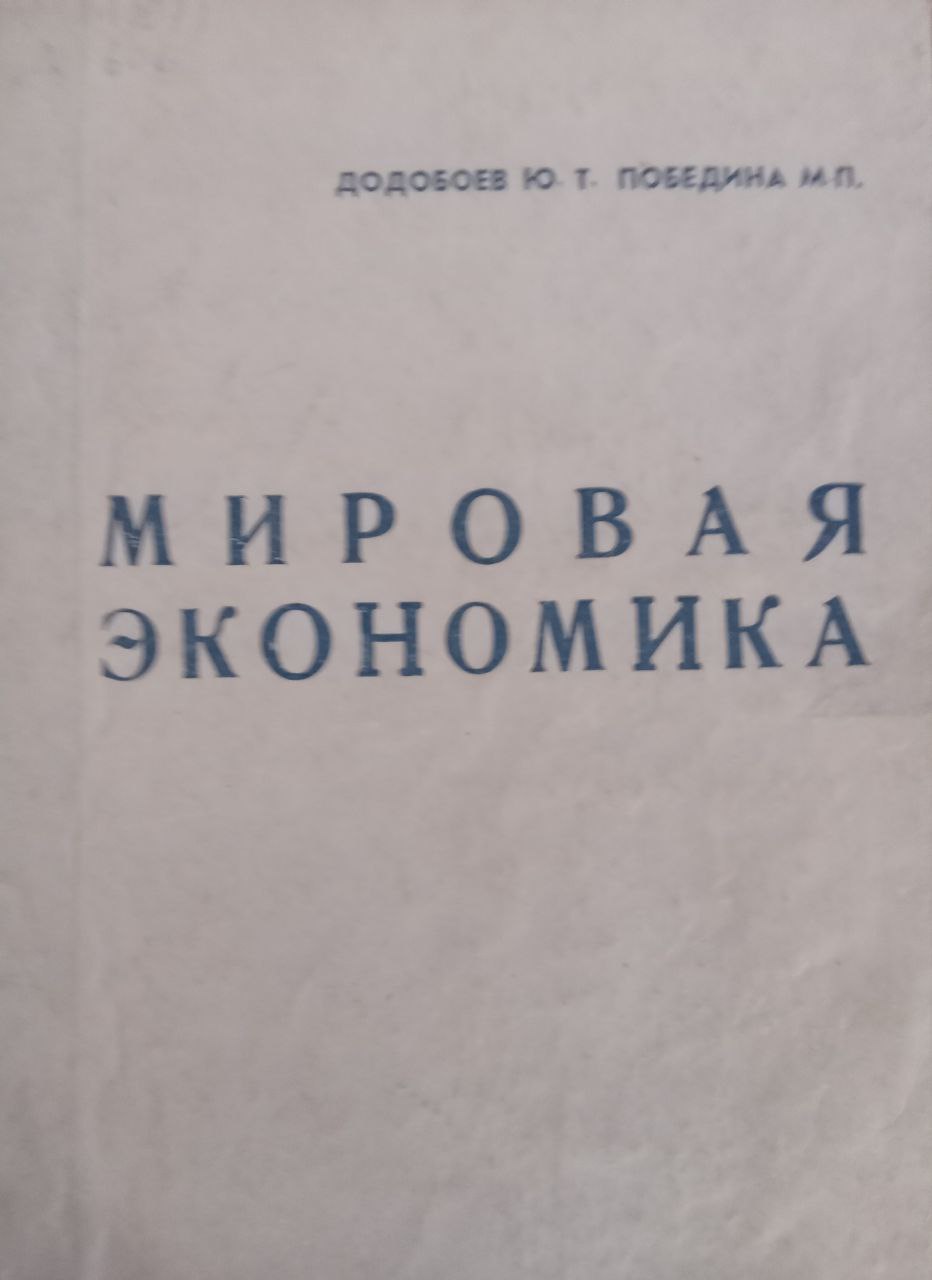 ДОДОБОЕВ Ю. Т. ПОБЕДИНА М.П.
МИРОВАЯ
ЭКОНОМИКА